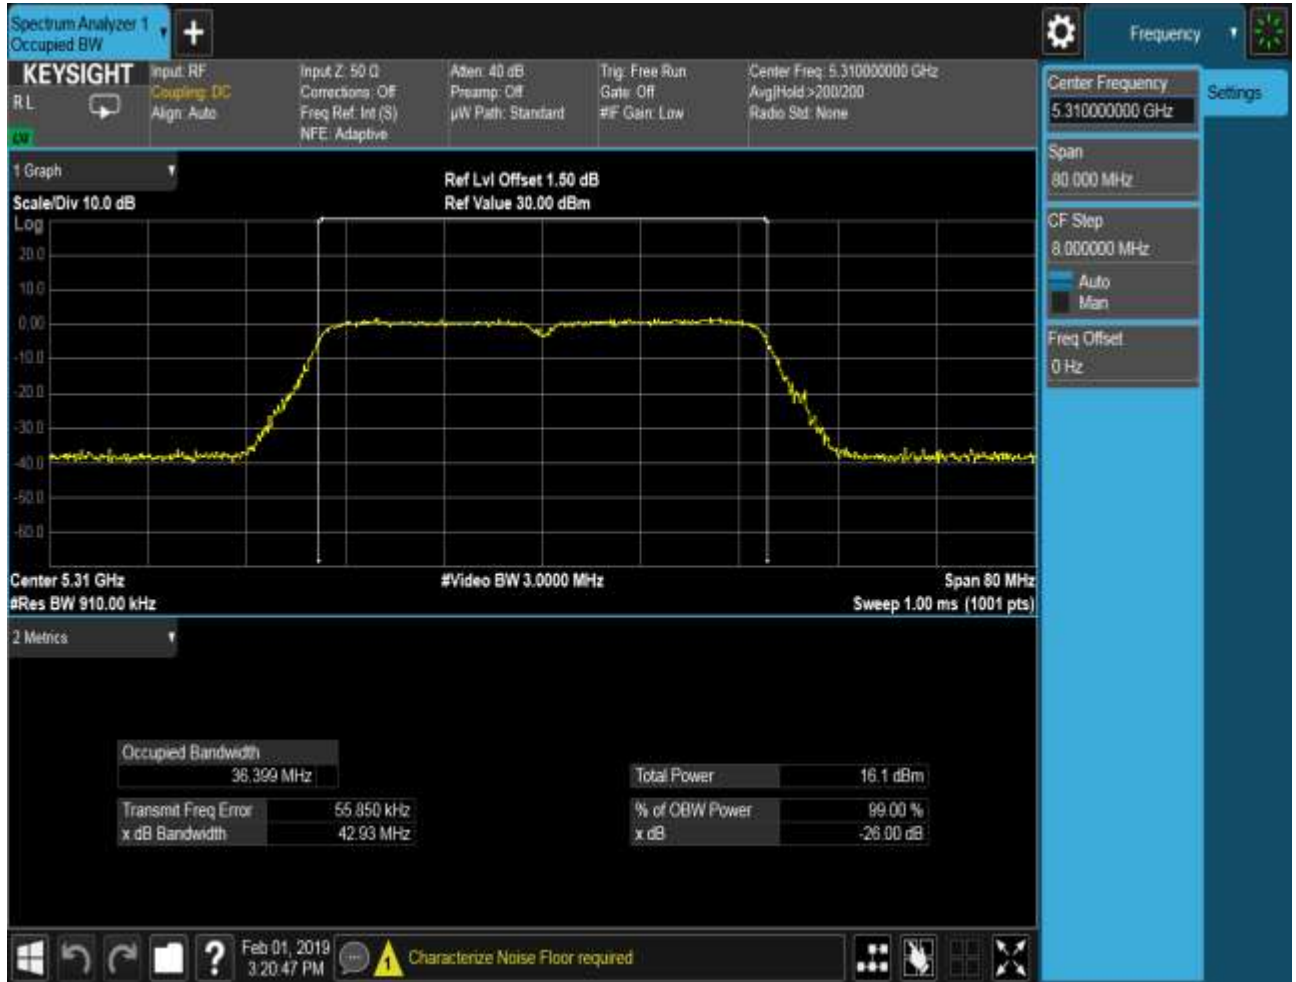 Spectrum Analyzer 1
Occupied BW
+
Frequency
KEYSIGHT
RL
Input: RF
Coupling: DC
Align: Auto
Input Z: 50 Ω
Corrections: Off
Freq Ref: Int (S)
NFE: Adaptive
Atten: 40 dB
Preamp: Off
µW Path: Standard
Trig: Free Run
Gate: Off
#IF Gain: Low
Center Freq: 5.310000000 GHz
Avg|Hold >200/200
Radio Std: None
Center Frequency
5.310000000 GHz
Settings
Span
80.000 MHz
CF Step
8.000000 MHz
Auto
Man
Freq Offset
0 Hz
1 Graph
Scale/Div 10.0 dB
Ref Lvl Offset 1.50 dB
Ref Value 30.00 dBm
Log
20.0
10.0
0.00
-10.0
-20.0
-30.0
-40.0
-50.0
-60.0
Center 5.31 GHz
#Video BW 3.0000 MHz
Span 80 MHz
#Res BW 910.00 kHz
Sweep 1.00 ms (1001 pts)
2 Metrics
Occupied Bandwidth
36.399 MHz
Total Power 16.1 dBm
Transmit Freq Error 55.850 kHz
% of OBW Power 99.00 %
x dB Bandwidth 42.93 MHz
x dB -26.00 dB
?
Feb 01, 2019
3:20:47 PM
1
Characterize Noise Floor required